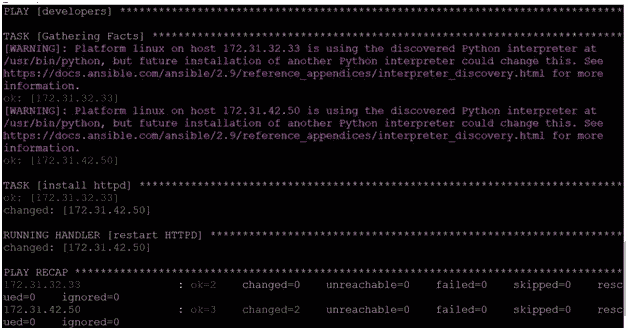 PLAY [developers] ****************************************************************************
TASK [Gathering Facts] ***********************************************************************
[WARNING]: Platform linux on host 172.31.32.33 is using the discovered Python interpreter at
/usr/bin/python, but future installation of another Python interpreter could change this. See
https://docs.ansible.com/ansible/2.9/reference_appendices/interpreter_discovery.html for more
information.
ok: [172.31.32.33]
[WARNING]: Platform linux on host 172.31.42.50 is using the discovered Python interpreter at
/usr/bin/python, but future installation of another Python interpreter could change this. See
https://docs.ansible.com/ansible/2.9/reference_appendices/interpreter_discovery.html for more
information.
ok: [172.31.42.50]
TASK [install httpd] *************************************************************************
ok: [172.31.32.33]
changed: [172.31.42.50]
RUNNING HANDLER [restart HTTPD] **************************************************************
changed: [172.31.42.50]
PLAY RECAP ***********************************************************************************
172.31.32.33 : ok=2 changed=0 unreachable=0 failed=0 skipped=0 resc
ued=0 ignored=0
172.31.42.50 : ok=3 changed=2 unreachable=0 failed=0 skipped=0 resc
ued=0 ignored=0